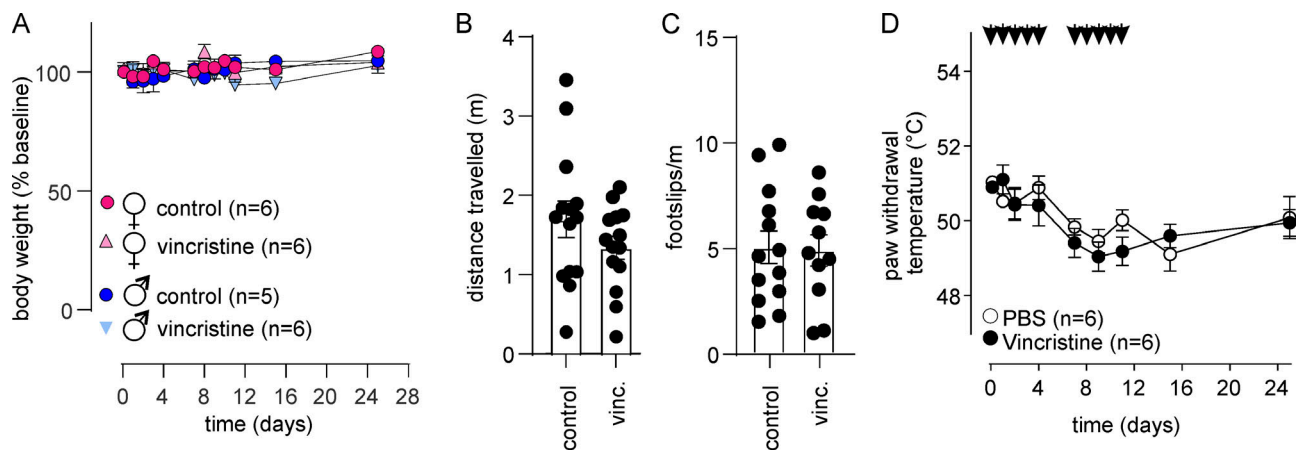 A
body weight (% baseline)
100
50
0
control (n=6)
vincristine (n=6)
control (n=5)
vincristine (n=6)
0 4 8 12 16 20 24 28
time (days)
B
distance travelled (m)
4
3
2
1
0
control
vinc.
C
footslips/m
15
10
5
0
control
vinc.
D
paw withdrawal
temperature (°C)
54
52
50
48
PBS (n=6)
Vincristine (n=6)
0 4 8 12 16 20 24
time (days)